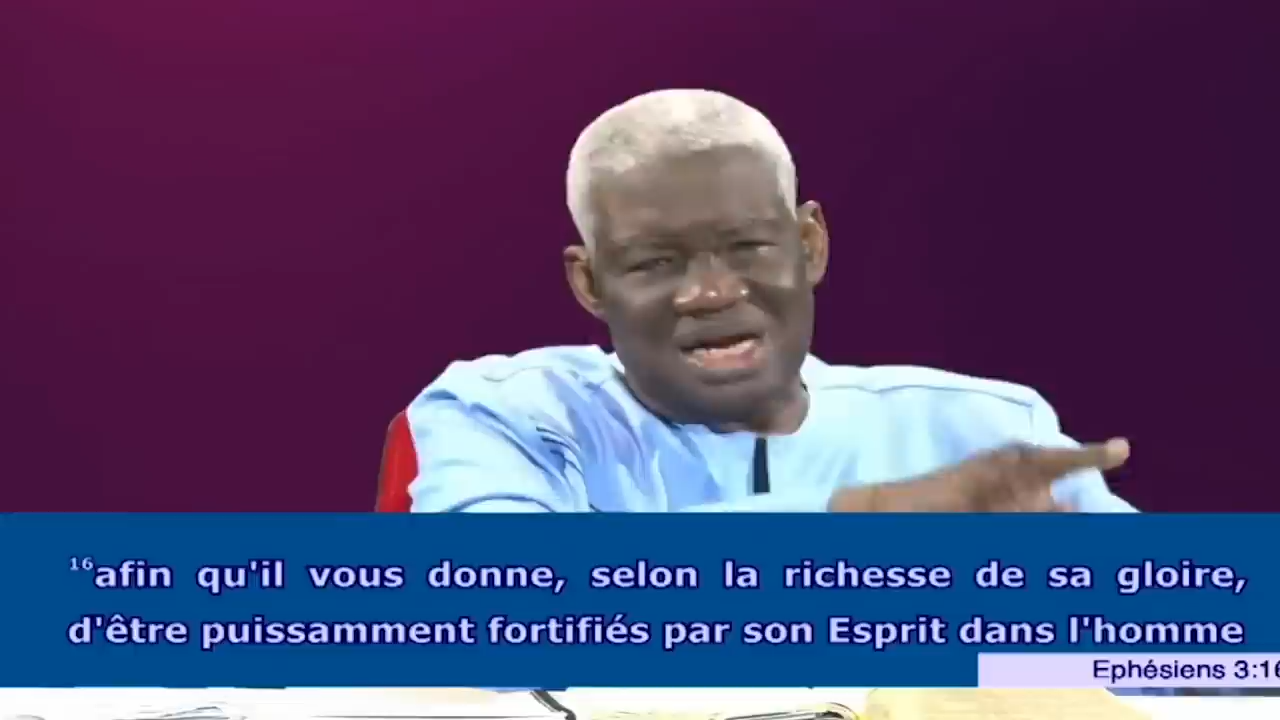 ¹⁶afin qu'il vous donne, selon la richesse de sa gloire,
d'être puissamment fortifiés par son Esprit dans l'homme
Ephésiens 3:16